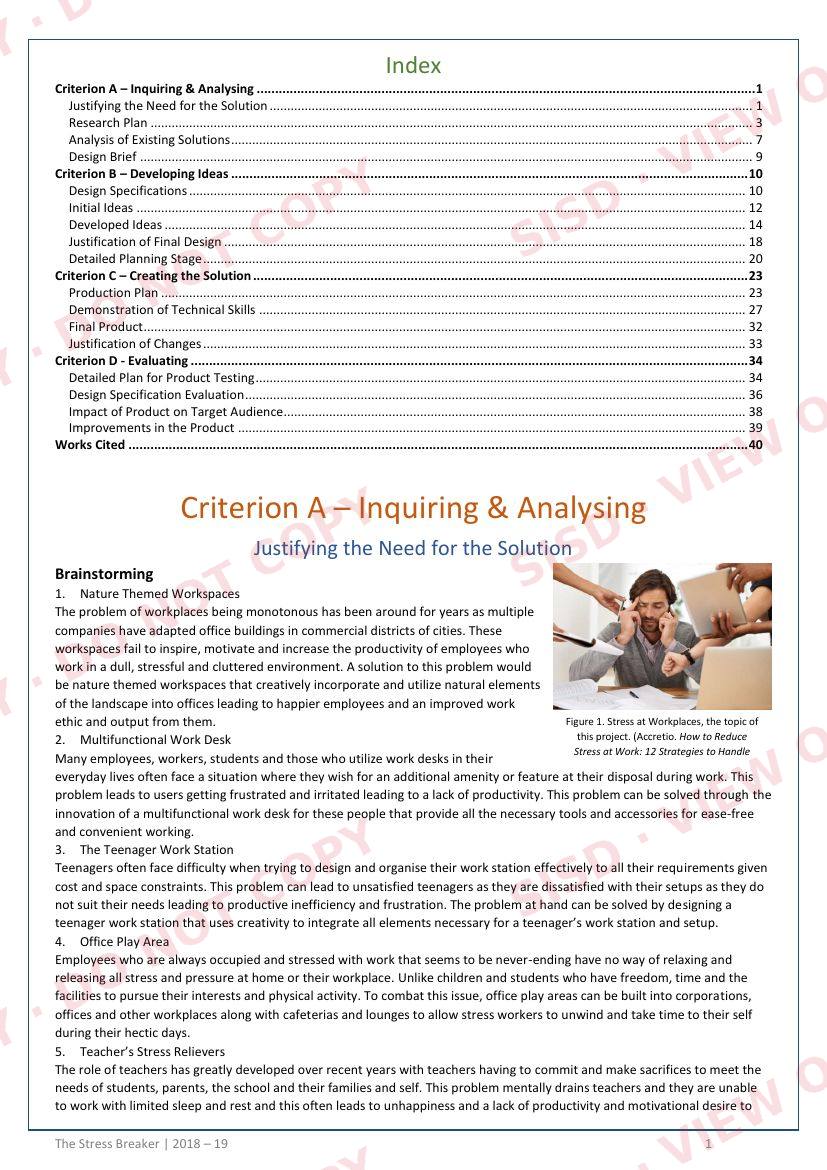 Index
Criterion A – Inquiring & Analysing ........ 1
Justifying the Need for the Solution ........ 1
Research Plan ........ 3
Analysis of Existing Solutions ........ 7
Design Brief ........ 9
Criterion B – Developing Ideas ........ 10
Design Specifications ........ 10
Initial Ideas ........ 12
Developed Ideas ........ 14
Justification of Final Design ........ 18
Detailed Planning Stage ........ 20
Criterion C – Creating the Solution ........ 23
Production Plan ........ 23
Demonstration of Technical Skills ........ 27
Final Product ........ 32
Justification of Changes ........ 33
Criterion D - Evaluating ........ 34
Detailed Plan for Product Testing ........ 34
Design Specification Evaluation ........ 36
Impact of Product on Target Audience ........ 38
Improvements in the Product ........ 39
Works Cited ........ 40
Criterion A – Inquiring & Analysing
Justifying the Need for the Solution
Brainstorming
1. Nature Themed Workspaces
The problem of workplaces being monotonous has been around for years as multiple
companies have adapted office buildings in commercial districts of cities. These
workspaces fail to inspire, motivate and increase the productivity of employees who
work in a dull, stressful and cluttered environment. A solution to this problem would
be nature themed workspaces that creatively incorporate and utilize natural elements
of the landscape into offices leading to happier employees and an improved work
ethic and output from them.
Figure 1. Stress at Workplaces, the topic of
this project. (Accretio. How to Reduce
Stress at Work: 12 Strategies to Handle
2. Multifunctional Work Desk
Many employees, workers, students and those who utilize work desks in their
everyday lives often face a situation where they wish for an additional amenity or feature at their disposal during work. This
problem leads to users getting frustrated and irritated leading to a lack of productivity. This problem can be solved through the
innovation of a multifunctional work desk for these people that provide all the necessary tools and accessories for ease-free
and convenient working.
3. The Teenager Work Station
Teenagers often face difficulty when trying to design and organise their work station effectively to all their requirements given
cost and space constraints. This problem can lead to unsatisfied teenagers as they are dissatisfied with their setups as they do
not suit their needs leading to productive inefficiency and frustration. The problem at hand can be solved by designing a
teenager work station that uses creativity to integrate all elements necessary for a teenager’s work station and setup.
4. Office Play Area
Employees who are always occupied and stressed with work that seems to be never-ending have no way of relaxing and
releasing all stress and pressure at home or their workplace. Unlike children and students who have freedom, time and the
facilities to pursue their interests and physical activity. To combat this issue, office play areas can be built into corporations,
offices and other workplaces along with cafeterias and lounges to allow stress workers to unwind and take time to their self
during their hectic days.
5. Teacher’s Stress Relievers
The role of teachers has greatly developed over recent years with teachers having to commit and make sacrifices to meet the
needs of students, parents, the school and their families and self. This problem mentally drains teachers and they are unable
to work with limited sleep and rest and this often leads to unhappiness and a lack of productivity and motivational desire to
The Stress Breaker | 2018 – 19
1
SISD · VIEW O
Y · DO NOT COPY
SISD · VIEW O
Y · DO NOT COPY
SISD · VIEW O
Y · DO NOT COPY
SISD · VIEW O